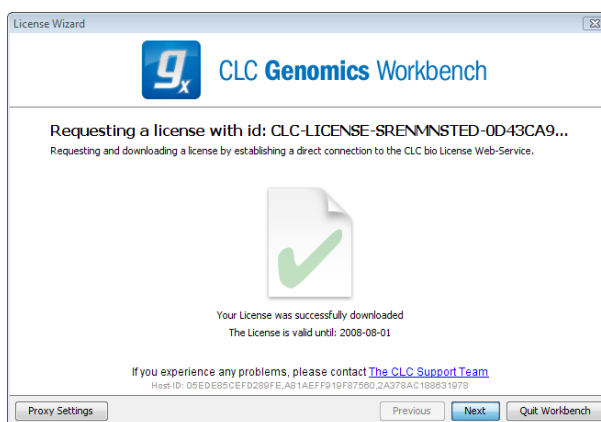 License Wizard
gx CLC Genomics Workbench
Requesting a license with id: CLC-LICENSE-SRENMNSTED-0D43CA9...
Requesting and downloading a license by establishing a direct connection to the CLC bio License Web-Service.
Your License was successfully downloaded
The License is valid until: 2008-08-01
If you experience any problems, please contact The CLC Support Team
Host-ID: D5EDE85CEFD289FE,A81AEFF919F87560,2A378AC188631978
Proxy Settings Previous Next Quit Workbench